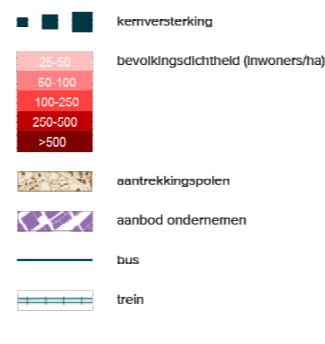 kernversterking
bevolkingsdichtheid (inwoners/ha)
25-50
50-100
100-250
250-500
>500
aantrekkingspolen
aanbod ondernemen
bus
trein